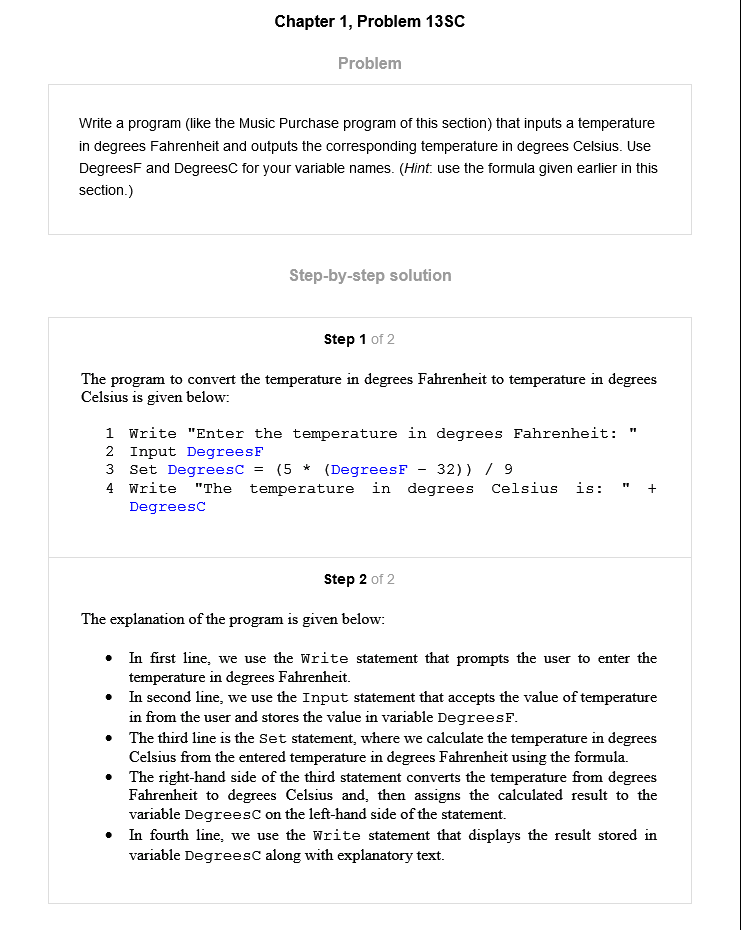 Chapter 1, Problem 13SC
Problem
Write a program (like the Music Purchase program of this section) that inputs a temperature
in degrees Fahrenheit and outputs the corresponding temperature in degrees Celsius. Use
DegreesF and DegreesC for your variable names. (Hint: use the formula given earlier in this
section.)
Step-by-step solution
Step 1 of 2
The program to convert the temperature in degrees Fahrenheit to temperature in degrees
Celsius is given below:
1 Write "Enter the temperature in degrees Fahrenheit: "
2 Input DegreesF
3 Set DegreesC = (5 * (DegreesF – 32)) / 9
4 Write "The temperature in degrees Celsius is: " +
DegreesC
Step 2 of 2
The explanation of the program is given below:
• In first line, we use the Write statement that prompts the user to enter the
temperature in degrees Fahrenheit.
• In second line, we use the Input statement that accepts the value of temperature
in from the user and stores the value in variable DegreesF.
• The third line is the Set statement, where we calculate the temperature in degrees
Celsius from the entered temperature in degrees Fahrenheit using the formula.
• The right-hand side of the third statement converts the temperature from degrees
Fahrenheit to degrees Celsius and, then assigns the calculated result to the
variable DegreesC on the left-hand side of the statement.
• In fourth line, we use the Write statement that displays the result stored in
variable DegreesC along with explanatory text.